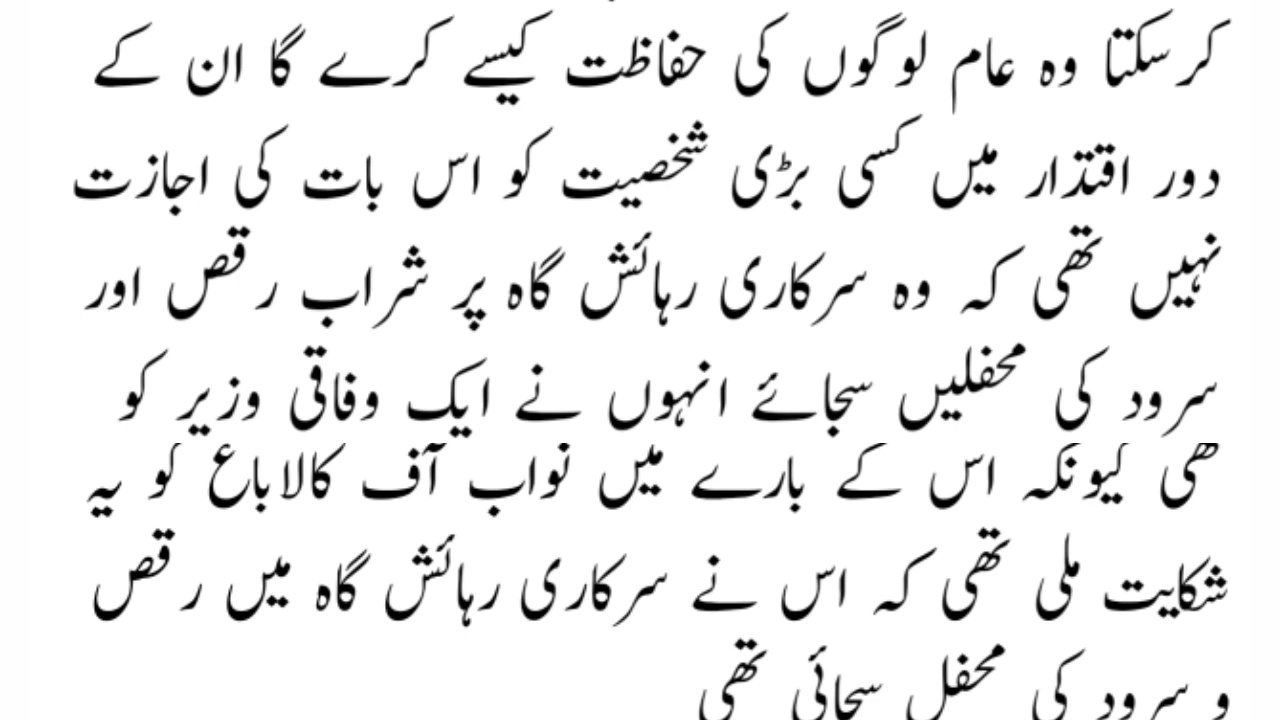 کرسکتا وہ عام لوگوں کی حفاظت کیسے کرے گا ان کے
دور اقتدار میں کسی بڑی شخصیت کو اس بات کی اجازت
نہیں تھی کہ وہ سرکاری رہائش گاہ پر شراب رقص اور
سرود کی محفلیں سجائے انہوں نے ایک وفاقی وزیر کو
تھی کیونکہ اس کے بارے میں نواب آف کالاباغ کو یہ
شکایت ملی تھی کہ اس نے سرکاری رہائش گاہ میں رقص
و سرود کی محفل سجائی تھی